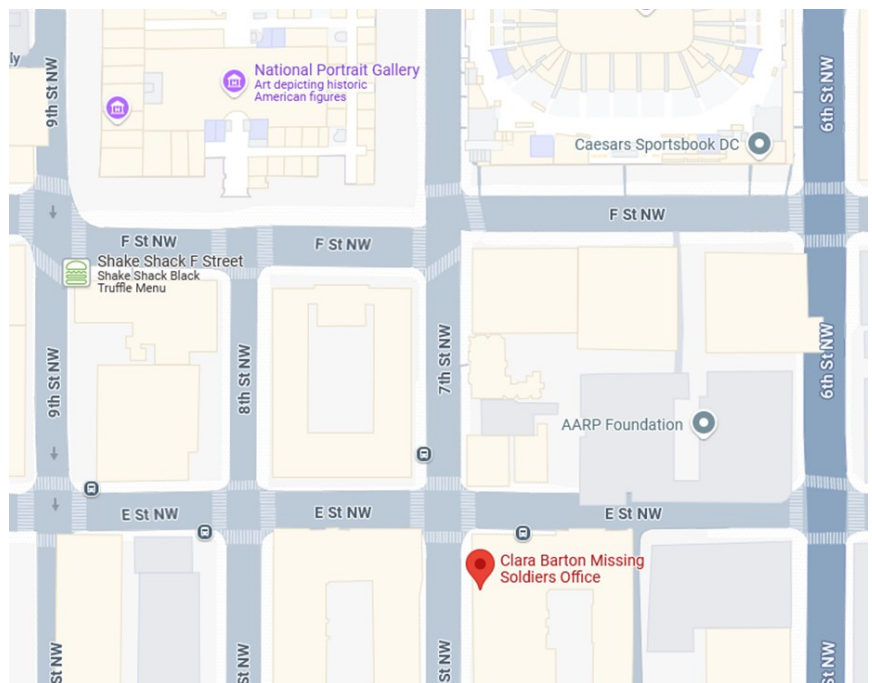 ly
9th St NW
National Portrait Gallery
Art depicting historic
American figures
Caesars Sportsbook DC
6th St NW
F St NW
F St NW
F St NW
Shake Shack F Street
Shake Shack Black
Truffle Menu
9th St NW
8th St NW
7th St NW
6th St NW
AARP Foundation
E St NW
E St NW
E St NW
Clara Barton Missing
Soldiers Office
St NW
St NW
St NW
St NW